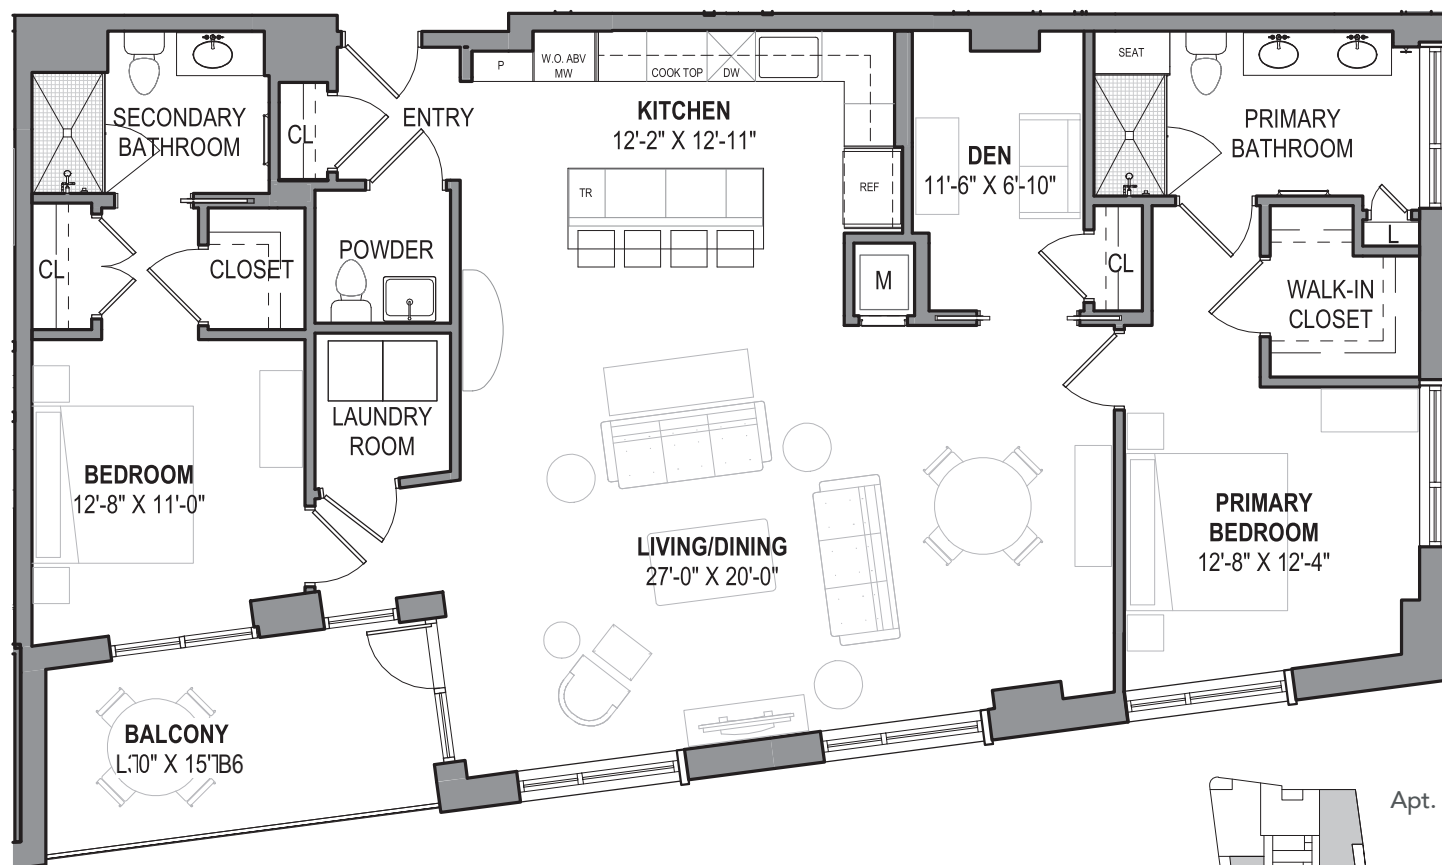 SECONDARY
BATHROOM
CL
ENTRY
P
W.O. ABV
MW
COOK TOP
DW
KITCHEN
12'-2" X 12'-11"
TR
REF
DEN
11'-6" X 6'-10"
SEAT
PRIMARY
BATHROOM
CL
CLOSET
POWDER
M
CL
L
WALK-IN
CLOSET
LAUNDRY
ROOM
BEDROOM
12'-8" X 11'-0"
LIVING/DINING
27'-0" X 20'-0"
PRIMARY
BEDROOM
12'-8" X 12'-4"
BALCONY
Apt.